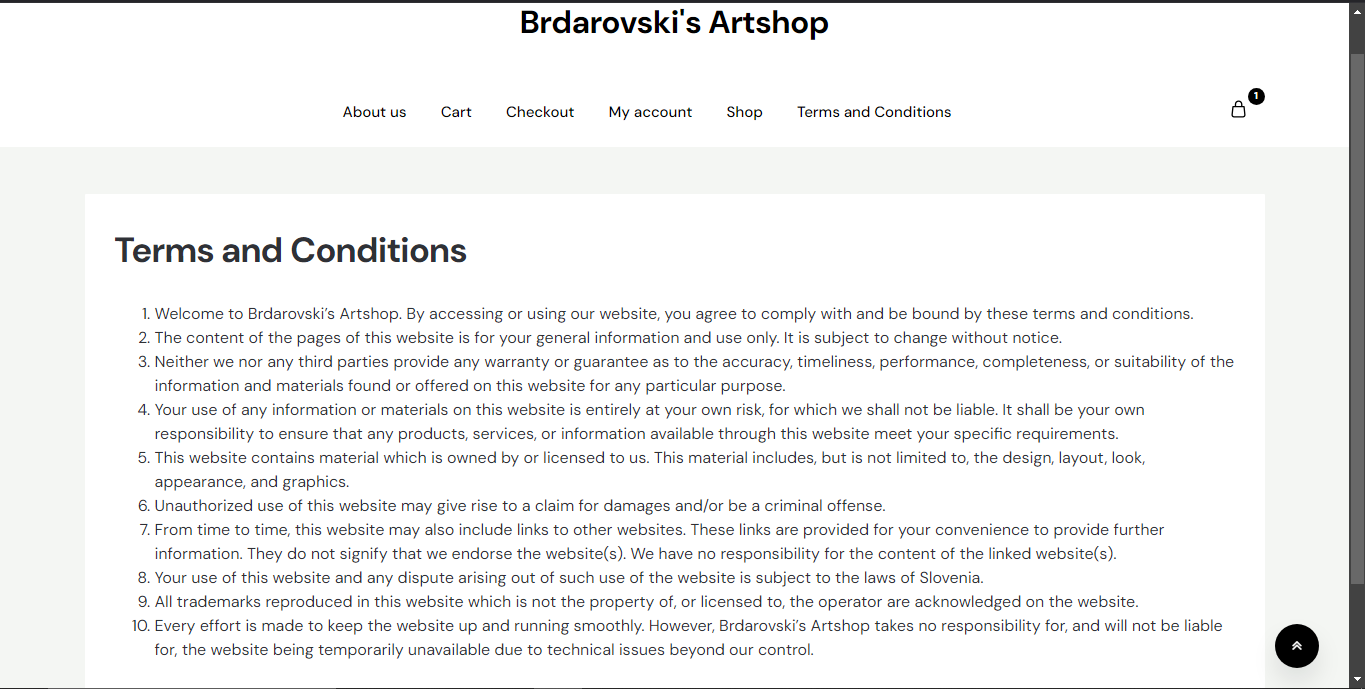 Brdarovski's Artshop
About us Cart Checkout My account Shop Terms and Conditions 1
Terms and Conditions
1. Welcome to Brdarovski’s Artshop. By accessing or using our website, you agree to comply with and be bound by these terms and conditions.
2. The content of the pages of this website is for your general information and use only. It is subject to change without notice.
3. Neither we nor any third parties provide any warranty or guarantee as to the accuracy, timeliness, performance, completeness, or suitability of the
information and materials found or offered on this website for any particular purpose.
4. Your use of any information or materials on this website is entirely at your own risk, for which we shall not be liable. It shall be your own
responsibility to ensure that any products, services, or information available through this website meet your specific requirements.
5. This website contains material which is owned by or licensed to us. This material includes, but is not limited to, the design, layout, look,
appearance, and graphics.
6. Unauthorized use of this website may give rise to a claim for damages and/or be a criminal offense.
7. From time to time, this website may also include links to other websites. These links are provided for your convenience to provide further
information. They do not signify that we endorse the website(s). We have no responsibility for the content of the linked website(s).
8. Your use of this website and any dispute arising out of such use of the website is subject to the laws of Slovenia.
9. All trademarks reproduced in this website which is not the property of, or licensed to, the operator are acknowledged on the website.
10. Every effort is made to keep the website up and running smoothly. However, Brdarovski’s Artshop takes no responsibility for, and will not be liable
for, the website being temporarily unavailable due to technical issues beyond our control.